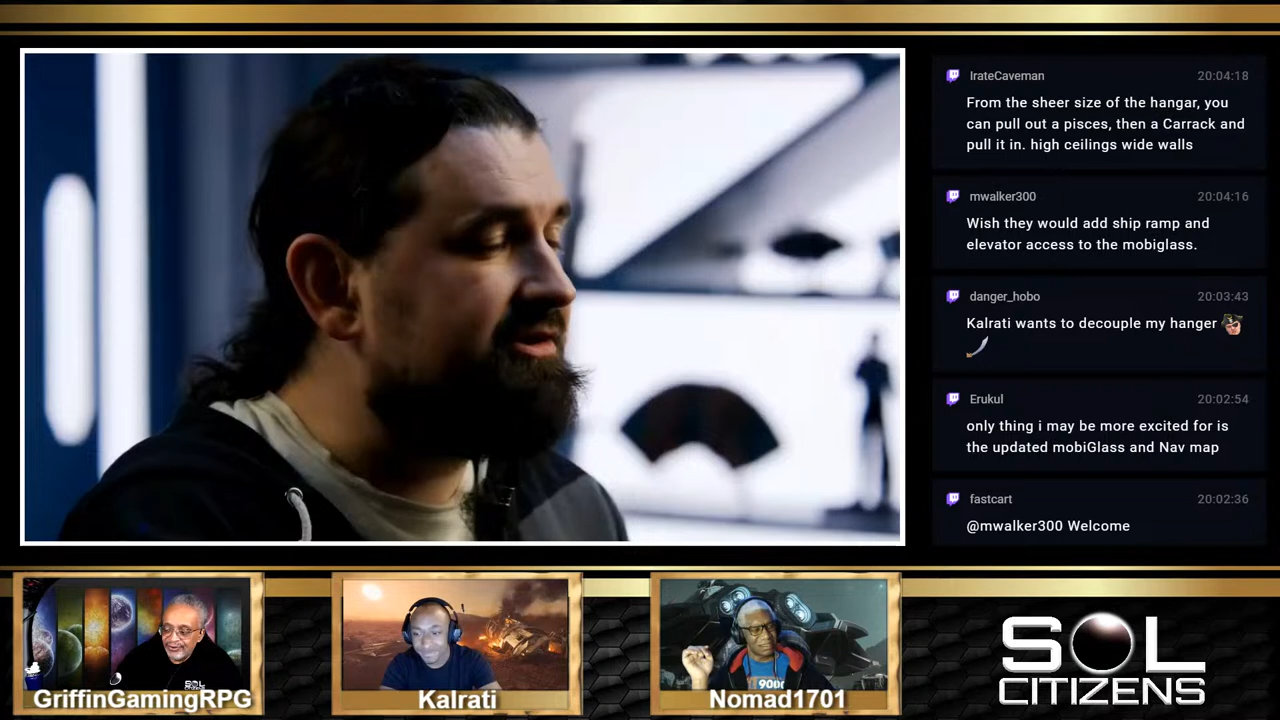 IrateCaveman 20:04:18
From the sheer size of the hangar, you
can pull out a pisces, then a Carrack and
pull it in. high ceilings wide walls
mwalker300 20:04:16
Wish they would add ship ramp and
elevator access to the mobiglass.
danger_hobo 20:03:43
Kalrati wants to decouple my hanger
Erukul 20:02:54
only thing i may be more excited for is
the updated mobiGlass and Nav map
fastcart 20:02:36
@mwalker300 Welcome
GriffinGamingRPG
Kalrati
900
Nomad1701
SOL
CITIZENS